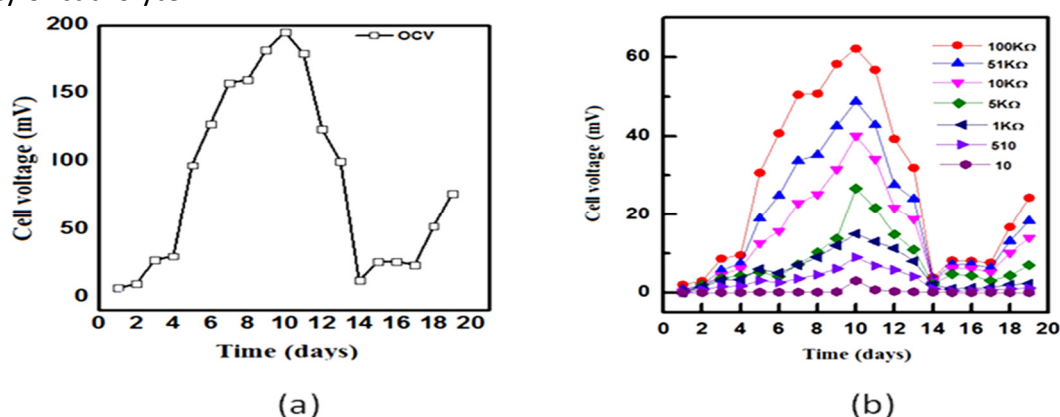 200
150
100
50
0
Cell voltage (mV)
OCV
0 2 4 6 8 10 12 14 16 18 20
Time (days)
(a)
60
40
20
0
Cell voltage (mV)
100KΩ
51KΩ
10KΩ
5KΩ
1KΩ
510
10
0 2 4 6 8 10 12 14 16 18 20
Time (days)
(b)